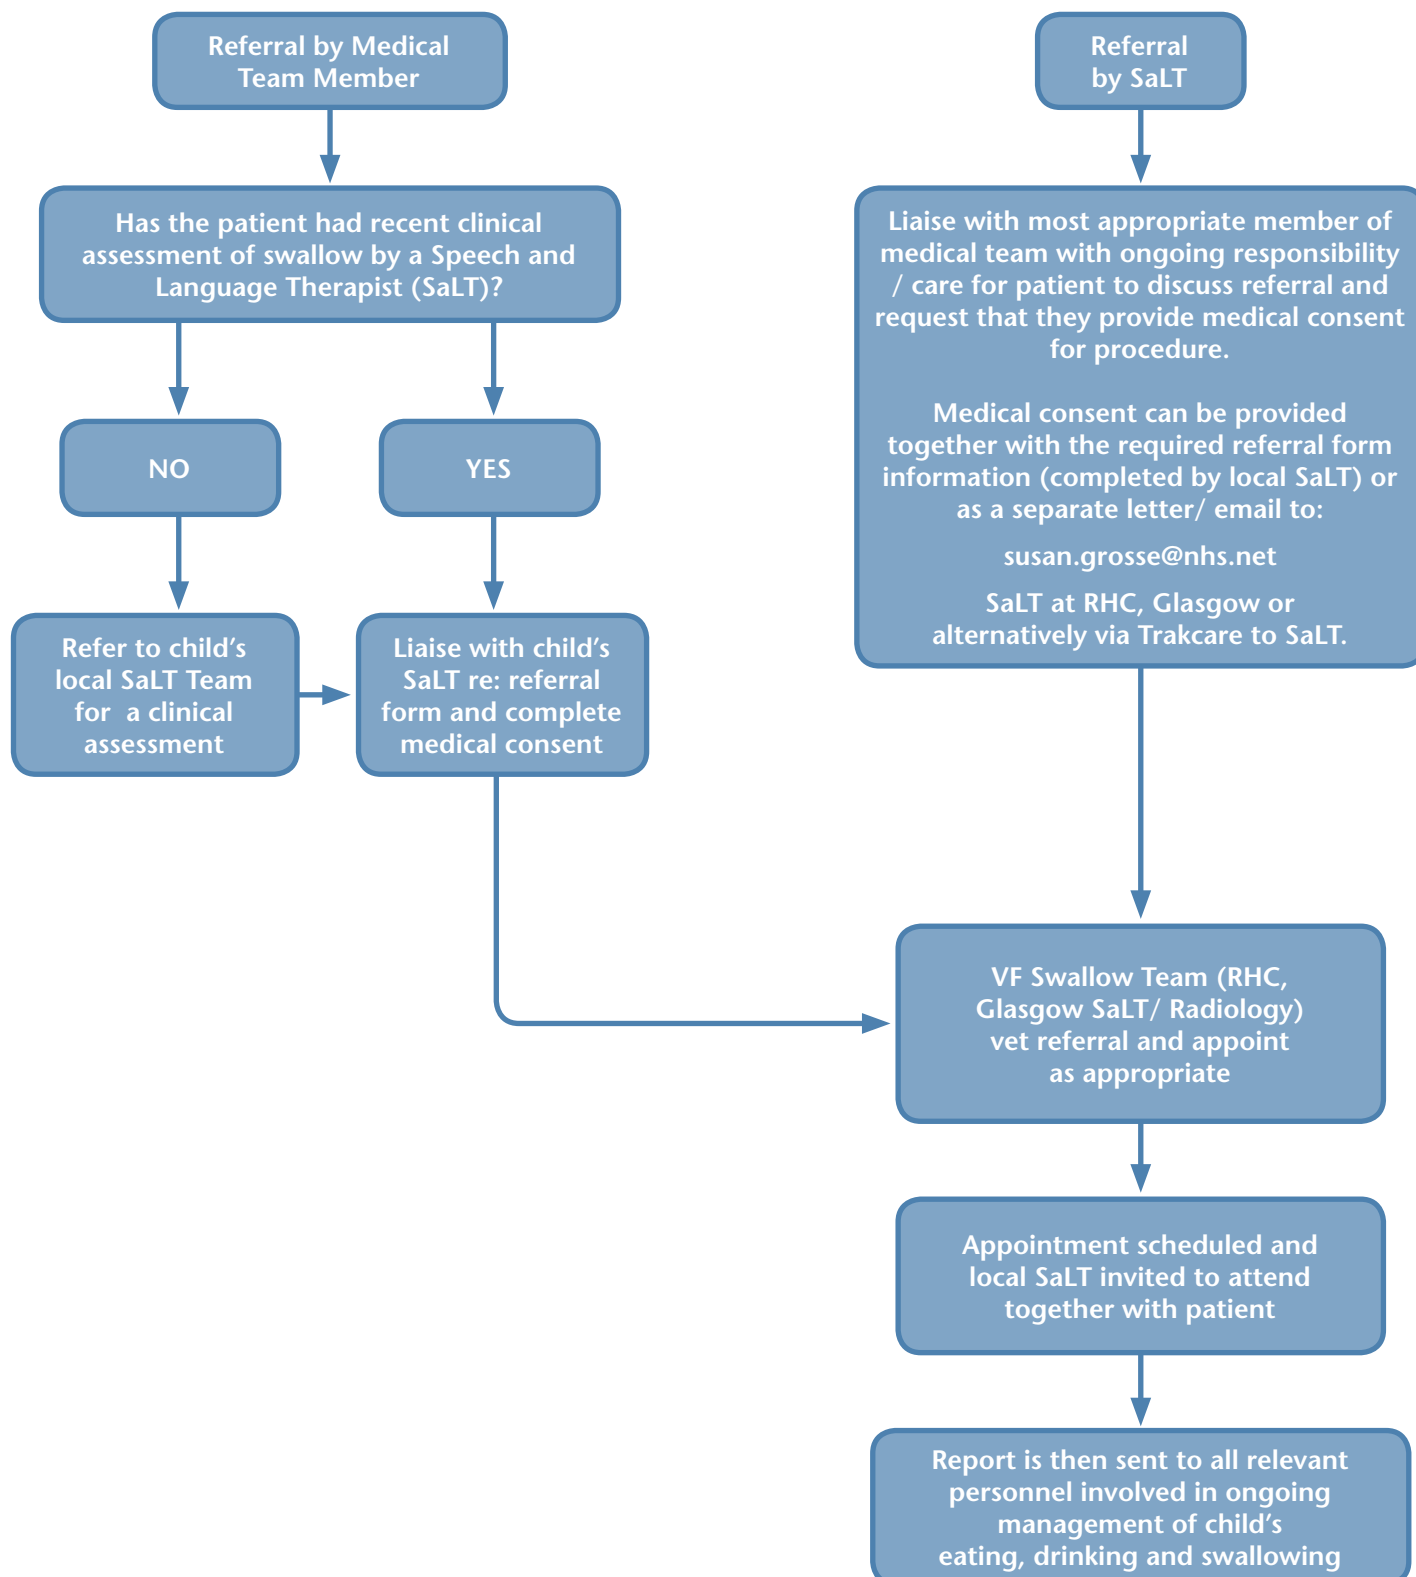 Referral by Medical
Team Member
Has the patient had recent clinical
assessment of swallow by a Speech and
Language Therapist (SaLT)?
NO
YES
Refer to child’s
local SaLT Team
for a clinical
assessment
Liaise with child’s
SaLT re: referral
form and complete
medical consent
Referral
by SaLT
Liaise with most appropriate member of
medical team with ongoing responsibility
/ care for patient to discuss referral and
request that they provide medical consent
for procedure.
Medical consent can be provided
together with the required referral form
information (completed by local SaLT) or
as a separate letter/ email to:
susan.grosse@nhs.net
SaLT at RHC, Glasgow or
alternatively via Trakcare to SaLT.
VF Swallow Team (RHC,
Glasgow SaLT/ Radiology)
vet referral and appoint
as appropriate
Appointment scheduled and
local SaLT invited to attend
together with patient
Report is then sent to all relevant
personnel involved in ongoing
management of child’s
eating, drinking and swallowing